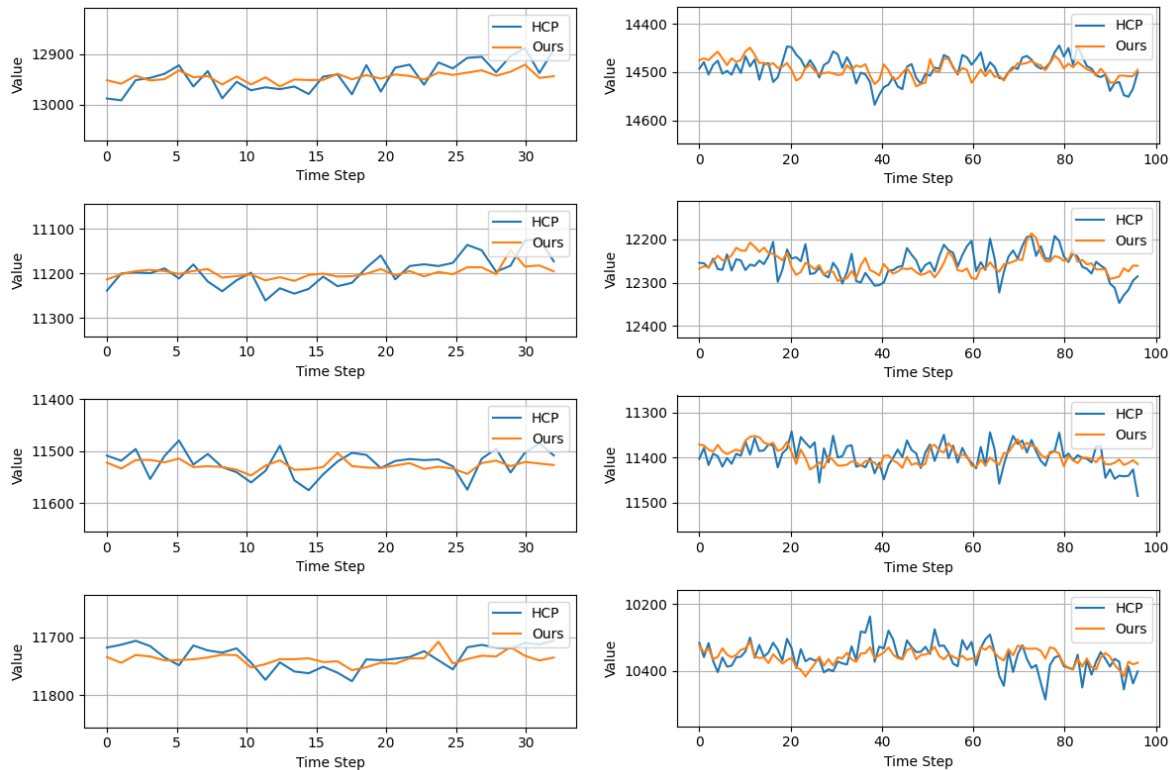 HCP
Ours
12900
13000
Value
0 5 10 15 20 25 30
Time Step
HCP
Ours
14400
14500
14600
Value
0 20 40 60 80 100
Time Step
HCP
Ours
11100
11200
11300
Value
0 5 10 15 20 25 30
Time Step
HCP
Ours
12200
12300
12400
Value
0 20 40 60 80 100
Time Step
HCP
Ours
11400
11500
11600
Value
0 5 10 15 20 25 30
Time Step
HCP
Ours
11300
11400
11500
Value
0 20 40 60 80 100
Time Step
HCP
Ours
11700
11800
Value
0 5 10 15 20 25 30
Time Step
HCP
Ours
10200
10400
Value
0 20 40 60 80 100
Time Step